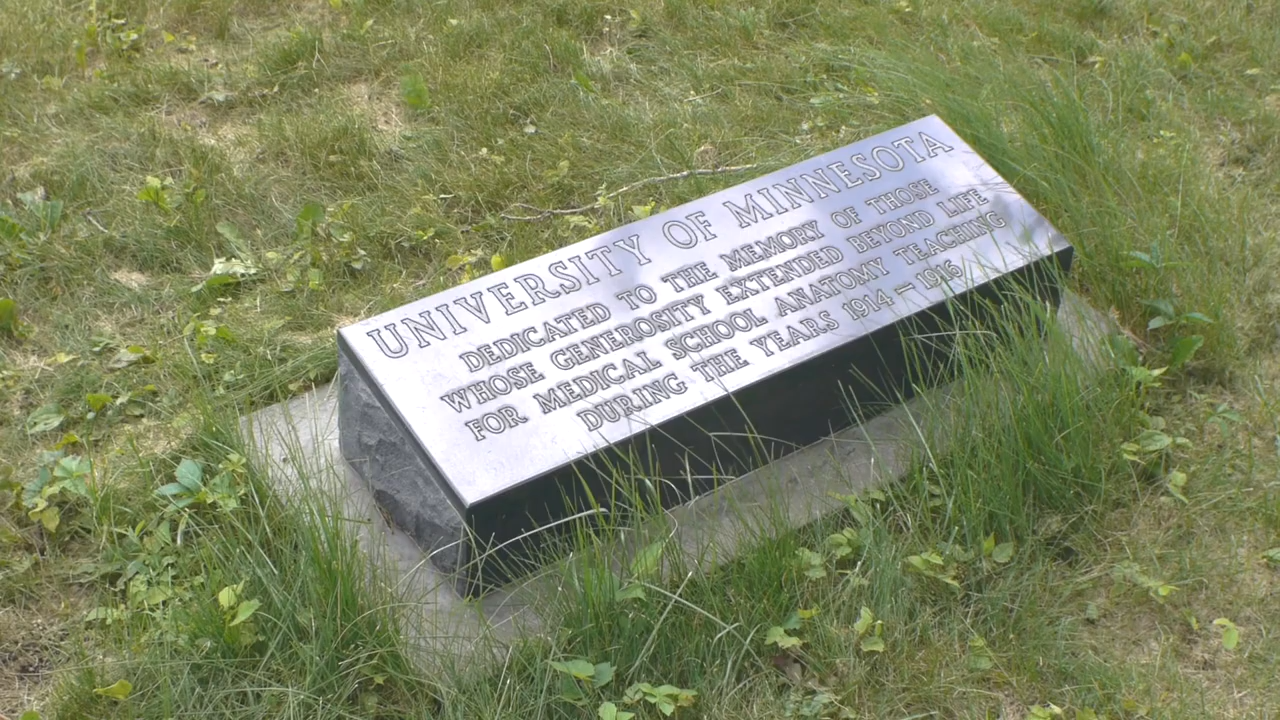 UNIVERSITY OF MINNESOTA
DEDICATED TO THE MEMORY OF THOSE
WHOSE GENEROSITY EXTENDED BEYOND LIFE
FOR MEDICAL SCHOOL ANATOMY TEACHING
DURING THE YEARS 1914 – 1916